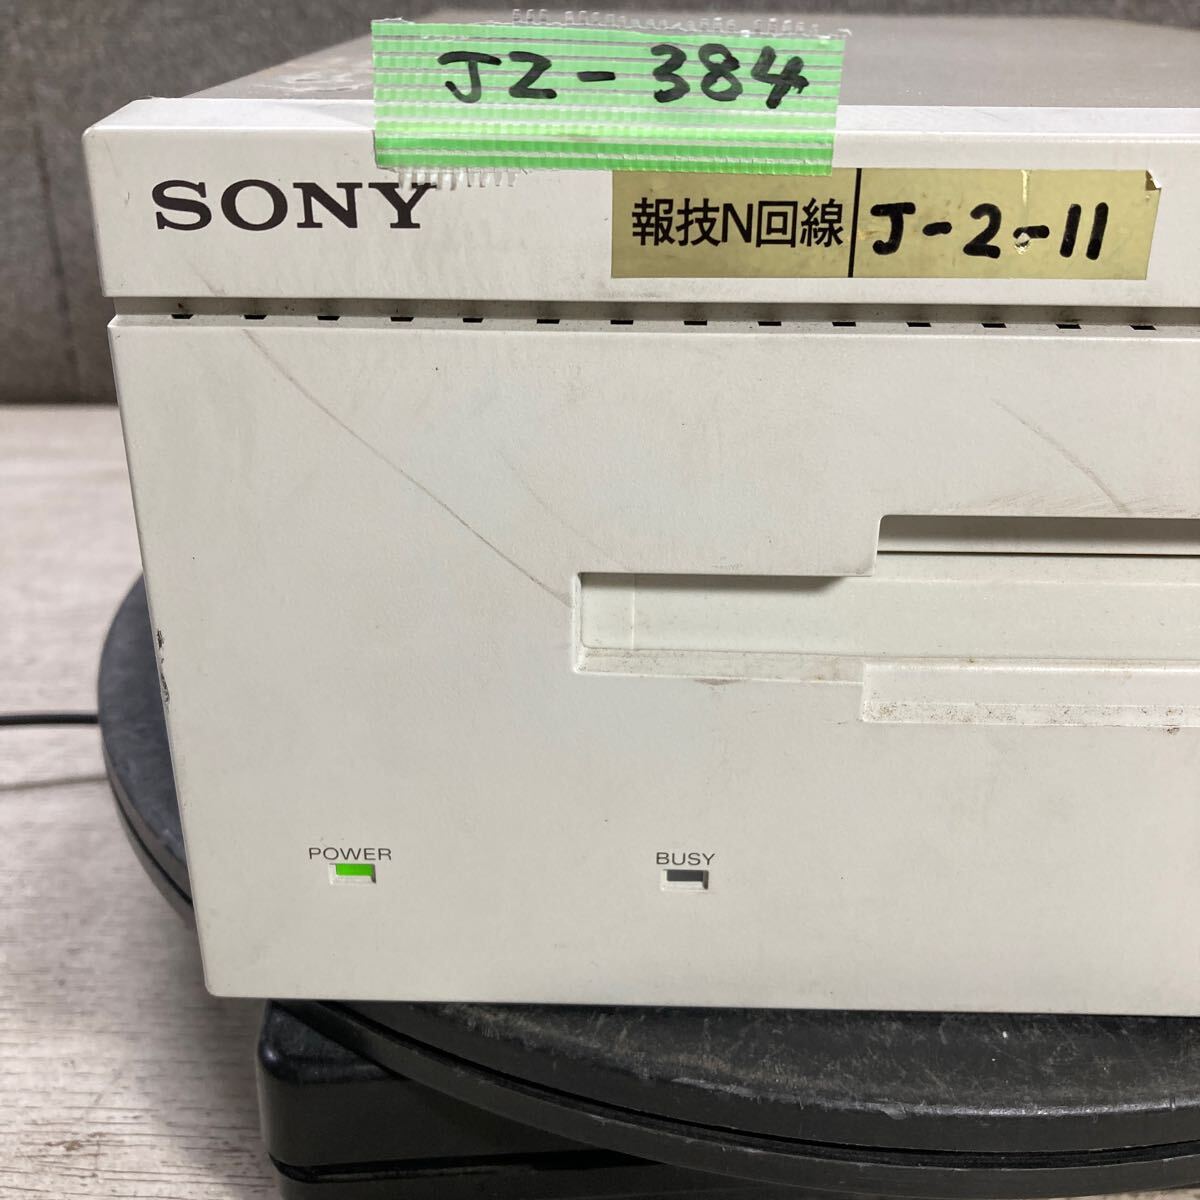 JZ-384
SONY
報技N回線 J-2-11
POWER
BUSY